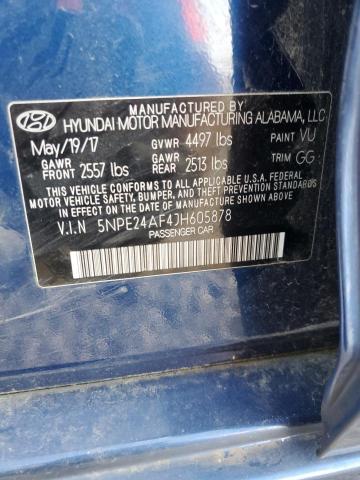 MANUFACTURED BY
HYUNDAI MOTOR MANUFACTURING ALABAMA, LLC
May/19/17 GVWR 4497 lbs PAINT VU
GAWR FRONT 2557 lbs GAWR REAR 2513 lbs TRIM GG
THIS VEHICLE CONFORMS TO ALL APPLICABLE U.S.A. FEDERAL
MOTOR VEHICLE SAFETY, BUMPER, AND THEFT PREVENTION STANDARDS
IN EFFECT ON THE DATE OF MANUFACTURE SHOWN ABOVE.
V.I.N 5NPE24AF4JH605878
PASSENGER CAR